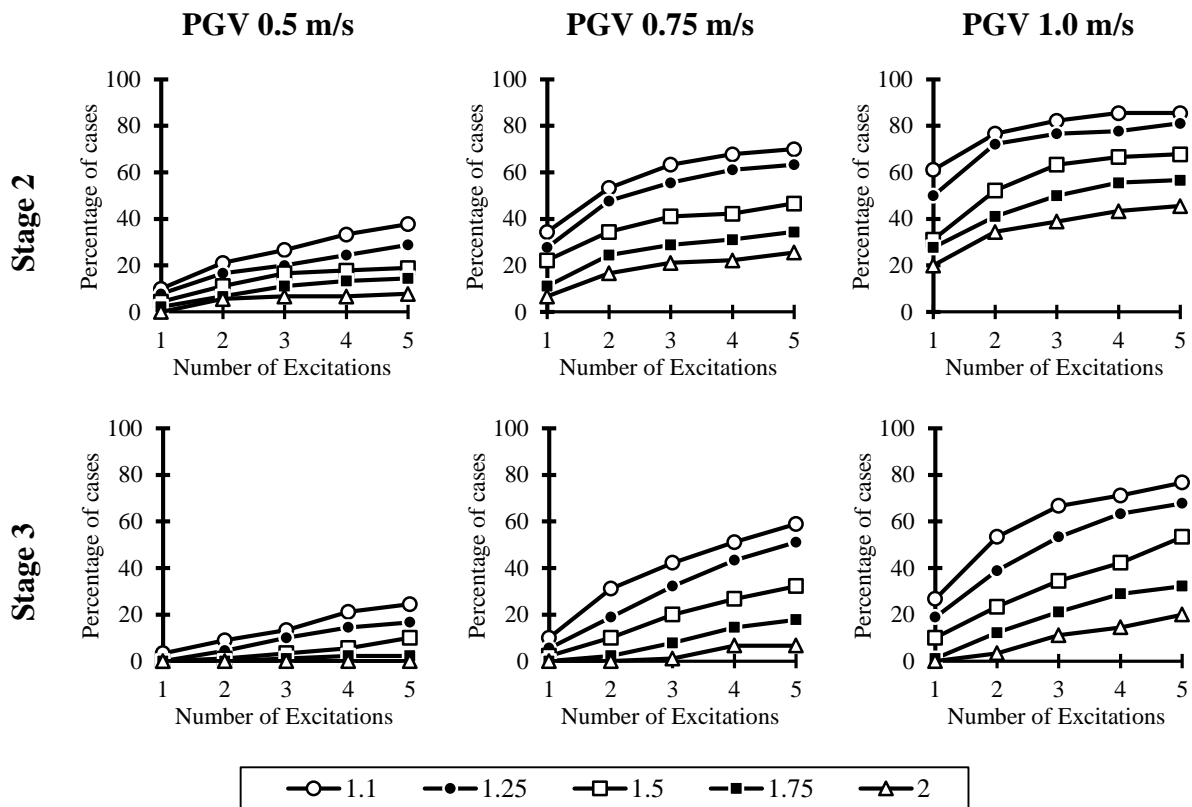 PGV 0.5 m/s PGV 0.75 m/s PGV 1.0 m/s
Stage 2
Percentage of cases
100
80
60
40
20
0
1 2 3 4 5
Number of Excitations
Percentage of cases
100
80
60
40
20
0
1 2 3 4 5
Number of Excitations
Percentage of cases
100
80
60
40
20
0
1 2 3 4 5
Number of Excitations
Stage 3
Percentage of cases
100
80
60
40
20
0
1 2 3 4 5
Number of Excitations
Percentage of cases
100
80
60
40
20
0
1 2 3 4 5
Number of Excitations
Percentage of cases
100
80
60
40
20
0
1 2 3 4 5
Number of Excitations
1.1 1.25 1.5 1.75 2